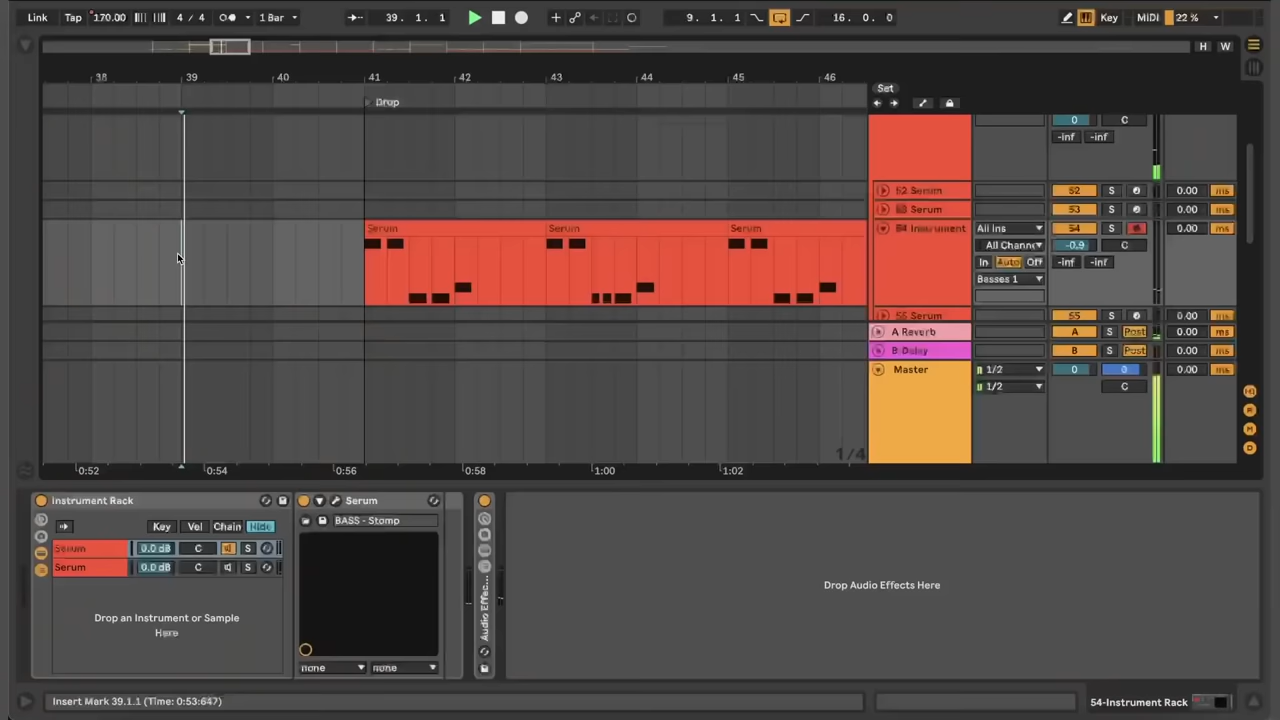 Link Tap 170.00 4 / 4 1 Bar 39. 1. 1 9. 1. 1 16. 0. 0 Key MIDI 22 %
H W
38 39 40 41 42 43 44 45 46
Set
Drop
0 C
-inf -inf
52 Serum 52 S 0.00 ms
53 Serum 53 S 0.00 ms
Serum Serum Serum 54 Instrument All Ins 54 S 0.00 ms
All Channe -0.9 C
In Auto Off -inf -inf
Basses 1
55 Serum 55 S 0.00 ms
A Reverb A S Post 0.00 ms
B Delay B S Post 0.00 ms
Master 1/2 0 0 0.00 ms
1/2 C
1/4
0:52 0:54 0:56 0:58 1:00 1:02
Instrument Rack Serum
BASS - Stomp
Key Vel Chain Hide
Serum 0.0 dB C S
Serum 0.0 dB C S
Drop an Instrument or Sample
Here
none none
Audio Effec...
Drop Audio Effects Here
Insert Mark 39.1.1 (Time: 0:53:647) 54-Instrument Rack